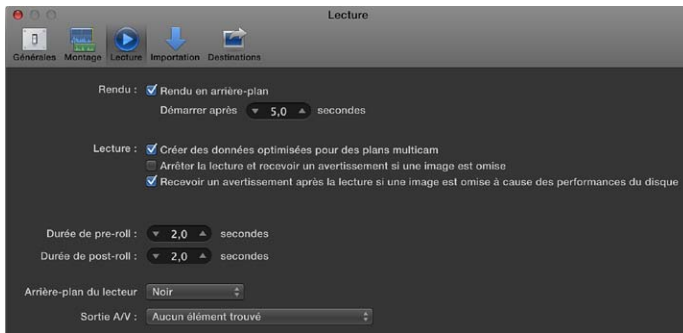 Lecture
Générales Montage Lecture Importation Destinations
Rendu : Rendu en arrière-plan
Démarrer après 5,0 secondes
Lecture : Créer des données optimisées pour des plans multicam
Arrêter la lecture et recevoir un avertissement si une image est omise
Recevoir un avertissement après la lecture si une image est omise à cause des performances du disque
Durée de pre-roll : 2,0 secondes
Durée de post-roll : 2,0 secondes
Arrière-plan du lecteur Noir
Sortie A/V : Aucun élément trouvé